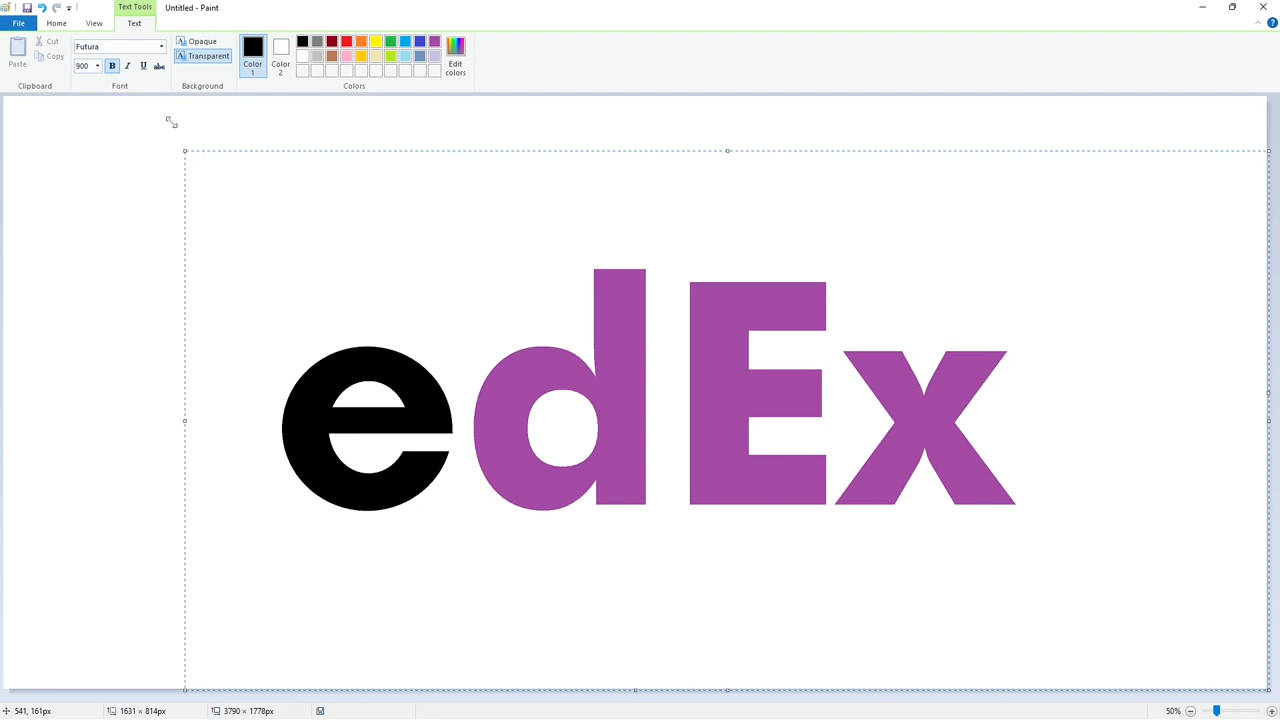 Text Tools
Untitled - Paint
File
Home
View
Text
Paste
Cut
Copy
Clipboard
Futura
900
B
I
U
abc
Font
Opaque
Transparent
Background
Color
1
Color
2
Edit
colors
Colors
edEx
541, 161px
1631 × 814px
3790 × 1778px
50%